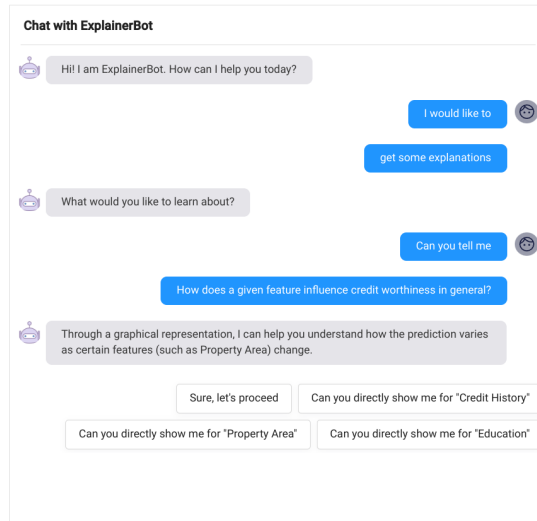 Chat with ExplainerBot
Hi! I am ExplainerBot. How can I help you today?
I would like to
get some explanations
What would you like to learn about?
Can you tell me
How does a given feature influence credit worthiness in general?
Through a graphical representation, I can help you understand how the prediction varies
as certain features (such as Property Area) change.
Sure, let's proceed
Can you directly show me for "Credit History"
Can you directly show me for "Property Area"
Can you directly show me for "Education"